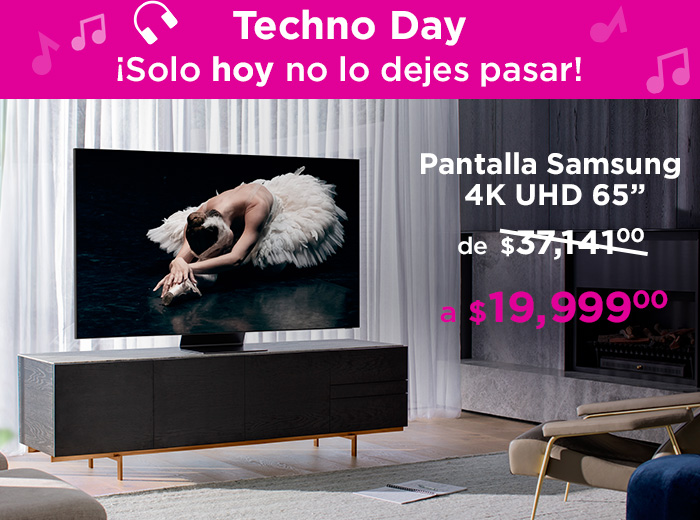 Techno Day
¡Solo hoy no lo dejes pasar!
Pantalla Samsung
4K UHD 65”
de $37,141⁰⁰
a $19,999⁰⁰